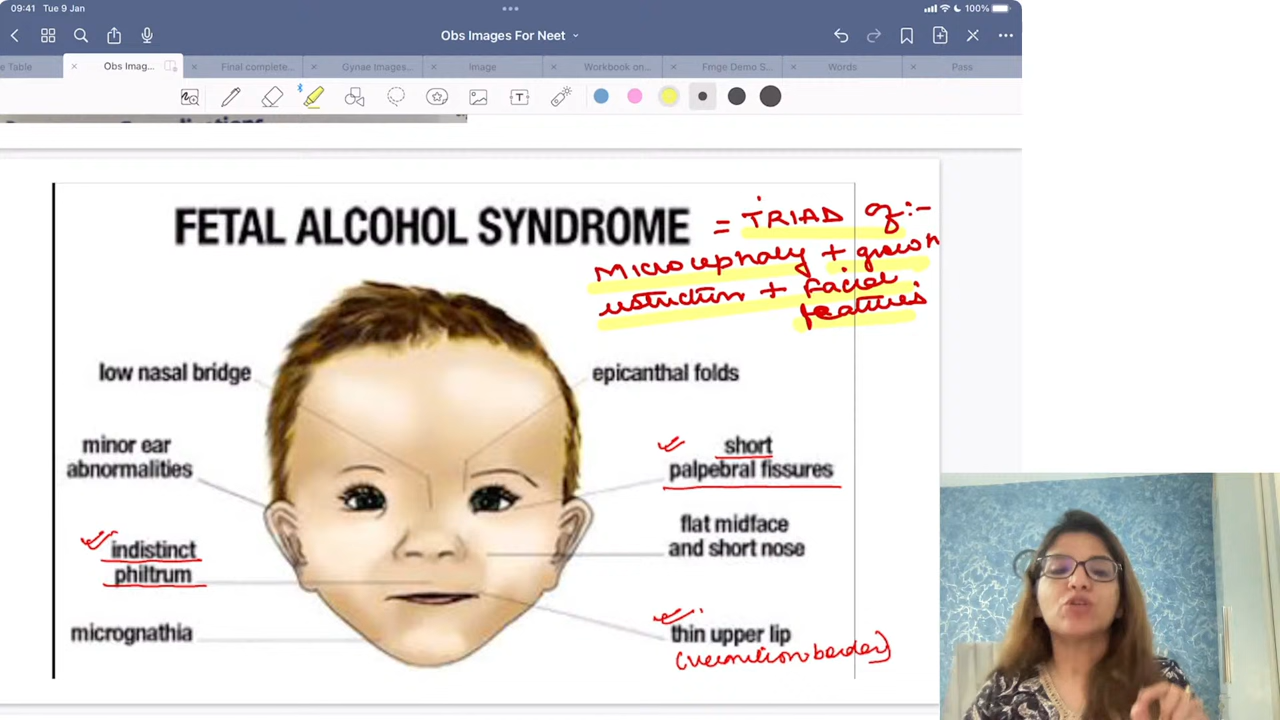 09:41 Tue 9 Jan
100%
Obs Images For Neet
e Table
Obs Imag...
Final complete...
Gynae Images...
Image
Workbook on...
Fmge Demo S...
Words
Pass
FETAL ALCOHOL SYNDROME
= TRIAD of:-
Microcephaly + growth
restriction + Facial
features
low nasal bridge
epicanthal folds
minor ear
abnormalities
short
palpebral fissures
indistinct
philtrum
flat midface
and short nose
micrognathia
thin upper lip
(vermilion border)